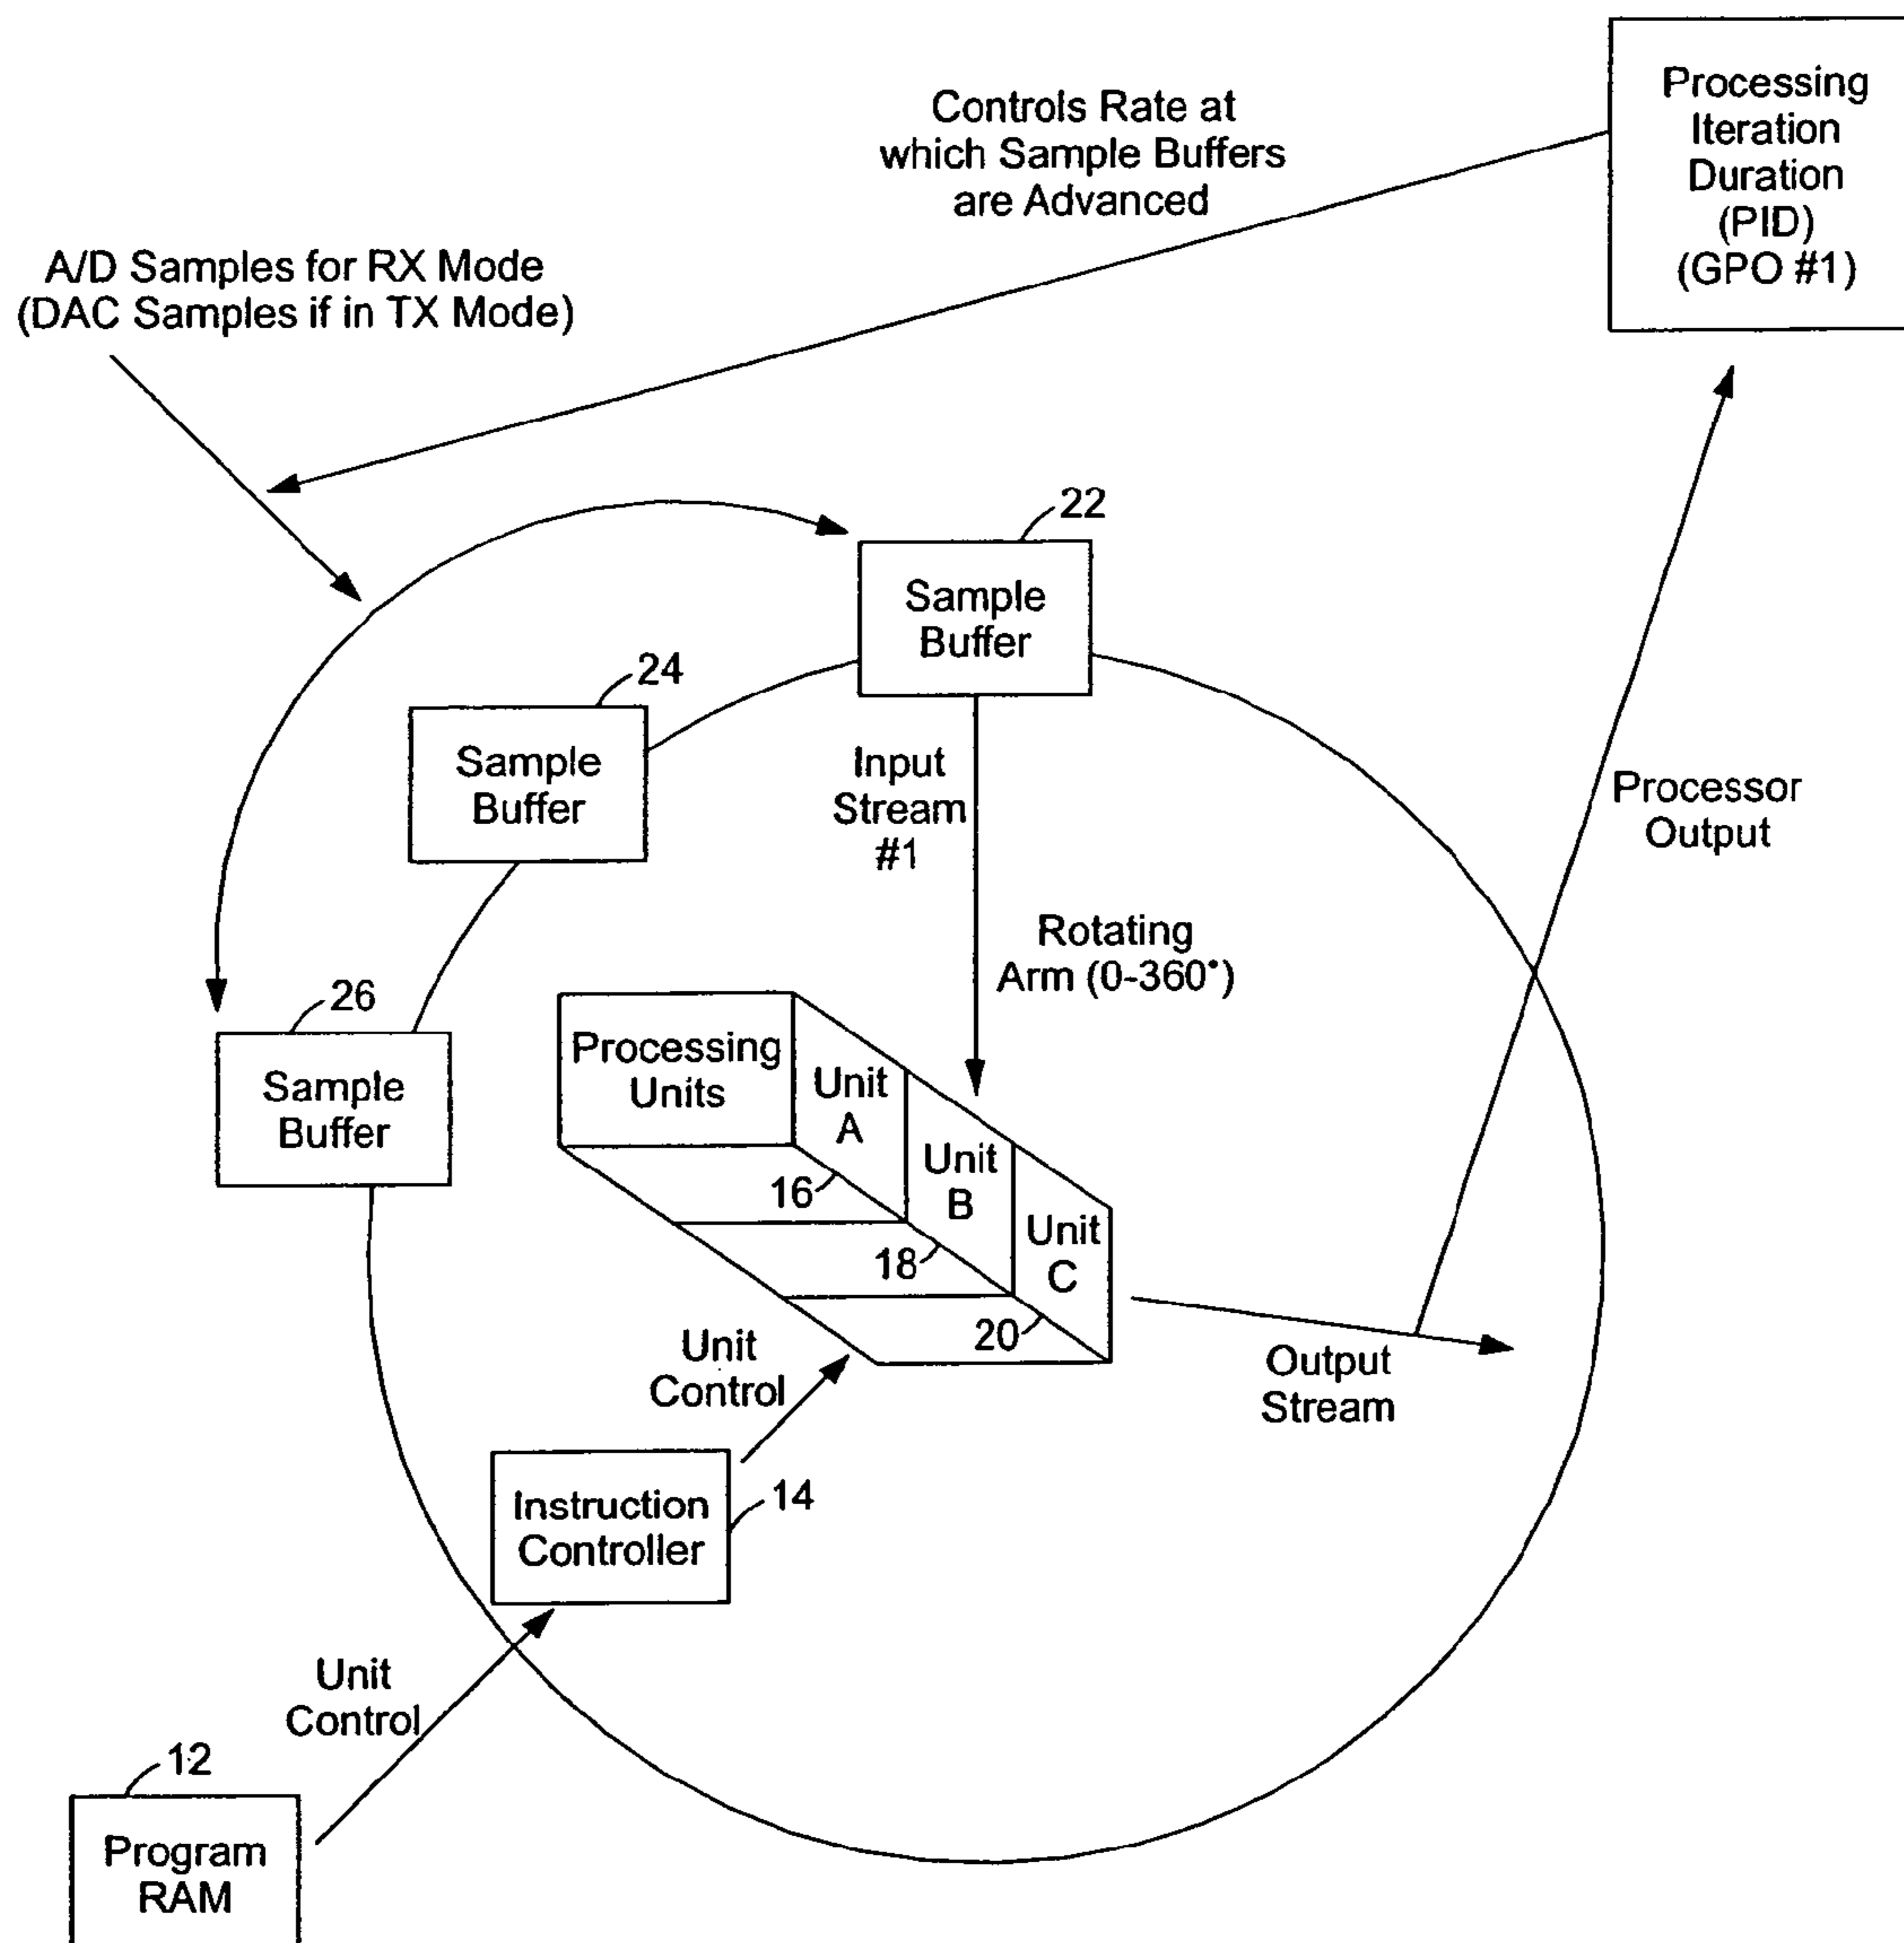 Processing
Iteration
Duration
(PID)
(GPO #1)
Controls Rate at
which Sample Buffers
are Advanced
A/D Samples for RX Mode
(DAC Samples if in TX Mode)
22
Sample
Buffer
24
Sample
Buffer
Input
Stream
#1
Processor
Output
Rotating
Arm (0-360°)
26
Sample
Buffer
Processing
Units
Unit
A
Unit
B
Unit
C
16
18
20
Unit
Control
Output
Stream
Instruction
Controller
14
Unit
Control
12
Program
RAM